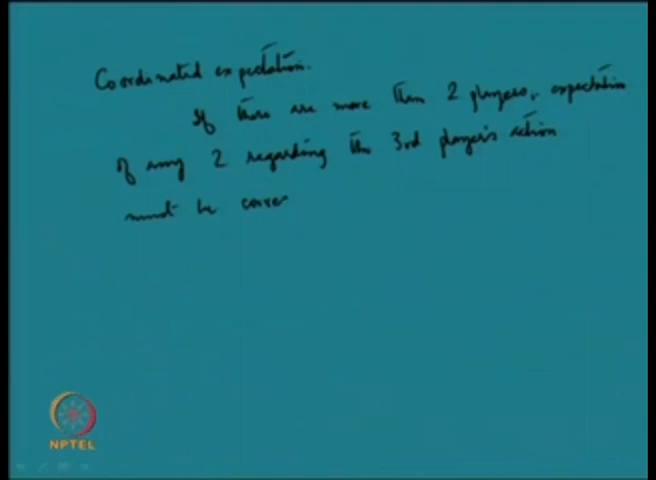 Coordinated expectation.
If there are more than 2 players, expectation
of any 2 regarding the 3rd player's action
must be corre
NPTEL